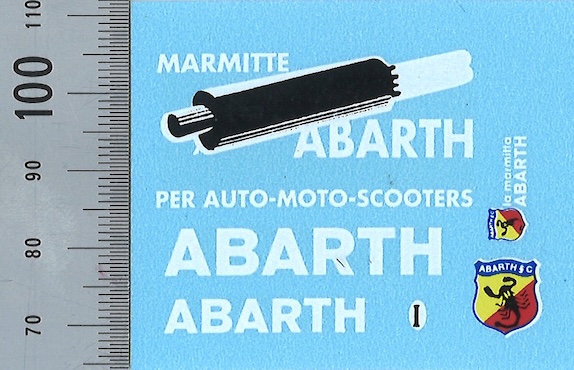 110
100
90
80
70
MARMITTE
ABARTH
PER AUTO-MOTO-SCOOTERS
la marmitta
ABARTH
ABARTH
ABARTH
I
ABARTH & C